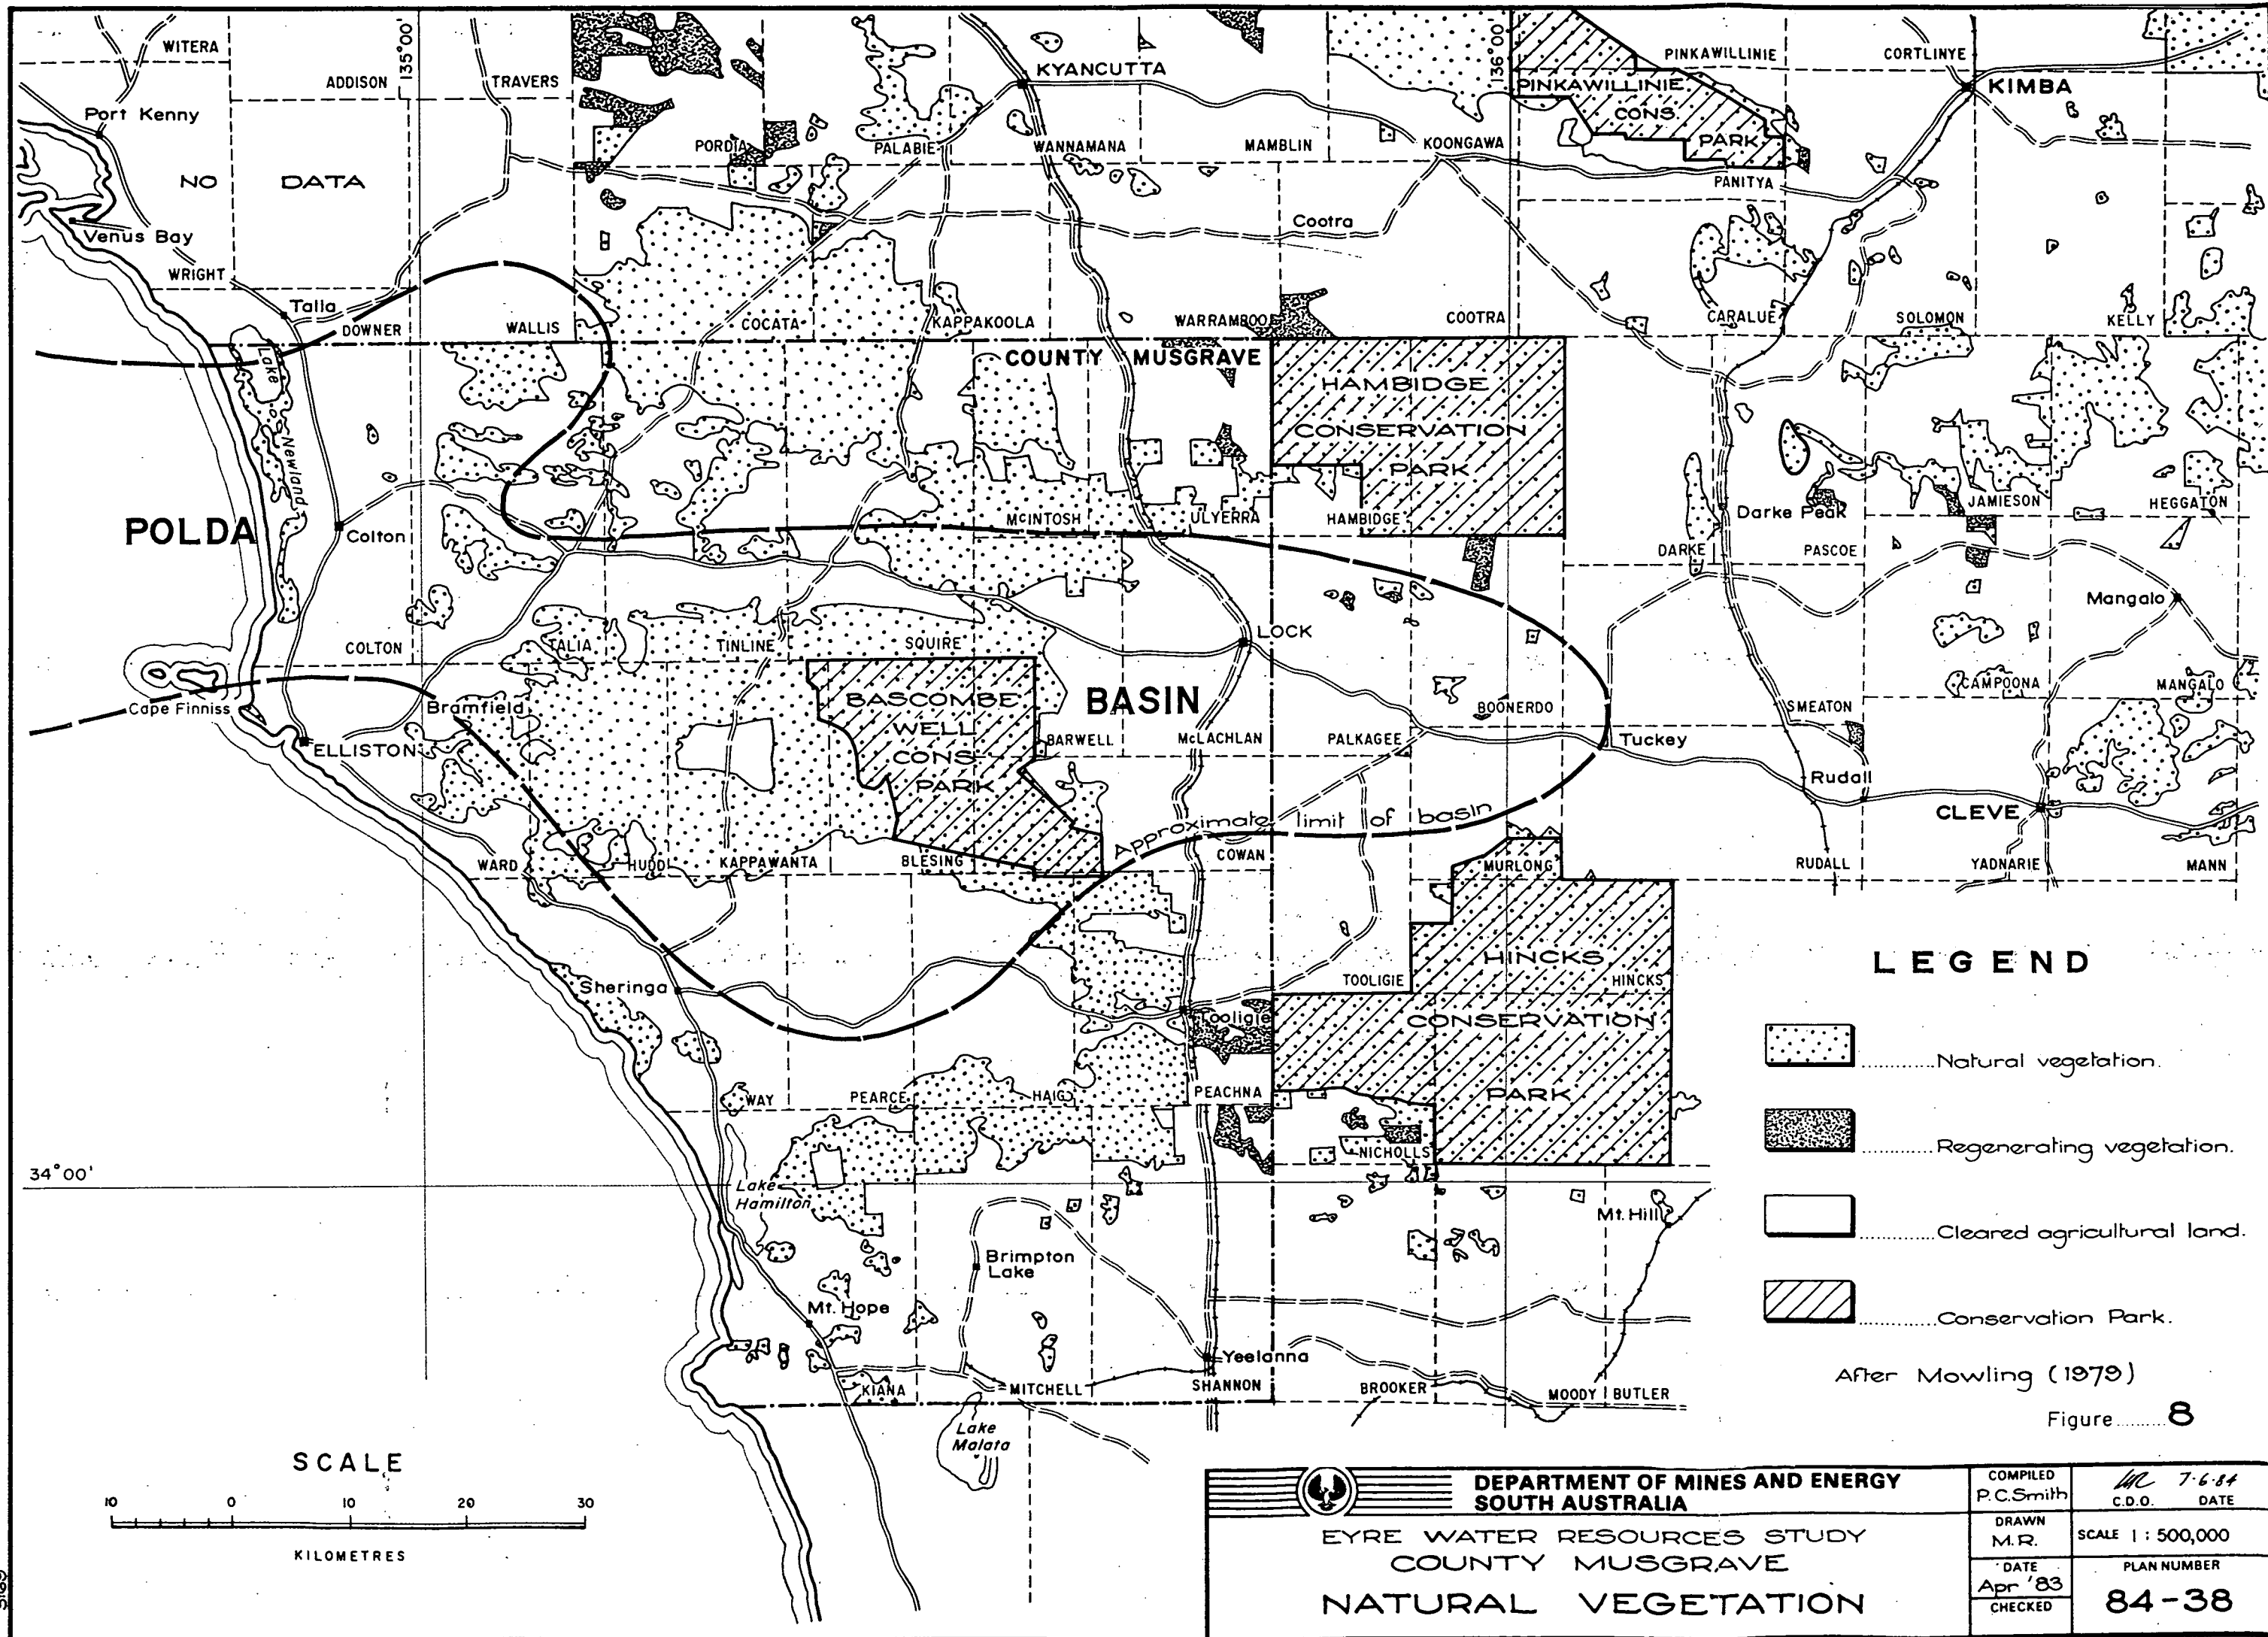 WITERA
ADDISON
135°00'
TRAVERS
KYANCUTTA
136°00'
PINKAWILLINIE
CORTLINYE
KIMBA
PINKAWILLINIE
CONS.
PARK
Port Kenny
PORDIA
PALABIE
WANNAMANA
MAMBLIN
KOONGAWA
NO DATA
PANITYA
Venus Bay
Cootra
WRIGHT
Talia
DOWNER
WALLIS
COCATA
KAPPAKOOLA
WARRAMBOO
COOTRA
CARALUE
SOLOMON
KELLY
Lake Newland
COUNTY MUSGRAVE
HAMBIDGE
CONSERVATION
PARK
POLDA
Colton
McINTOSH
ULYERRA
HAMBIDGE
Darke Peak
JAMIESON
HEGGATON
DARKE
PASCOE
Mangalo
COLTON
TALIA
TINLINE
SQUIRE
LOCK
Cape Finniss
Bramfield
BASCOMBE
WELL
CONS.
PARK
BASIN
BOONERDO
CAMPOONA
MANGALO
SMEATON
ELLISTON
BARWELL
McLACHLAN
PALKAGEE
Tuckey
Rudall
CLEVE
Approximate limit of basin
WARD
HUDD
KAPPAWANTA
BLESING
COWAN
MURLONG
RUDALL
YADNARIE
MANN
HINCKS
CONSERVATION
PARK
Sheringa
TOOLIGIE
HINCKS
Tooligie
WAY
PEARCE
HAIG
PEACHNA
NICHOLLS
34°00'
Lake
Hamilton
Mt. Hill
Brimpton
Lake
Mt. Hope
Yeelanna
KIANA
MITCHELL
SHANNON
BROOKER
MOODY
BUTLER
Lake
Malata
LEGEND
Natural vegetation.
Regenerating vegetation.
Cleared agricultural land.
Conservation Park.
After Mowling (1979)
Figure 8
SCALE
10 0 10 20 30
KILOMETRES
DEPARTMENT OF MINES AND ENERGY
SOUTH AUSTRALIA
EYRE WATER RESOURCES STUDY
COUNTY MUSGRAVE
NATURAL VEGETATION
COMPILED
P.C.Smith
DRAWN
M.R.
DATE
Apr '83
CHECKED
7·6·84
C.D.O. DATE
SCALE 1 : 500,000
PLAN NUMBER
84-38